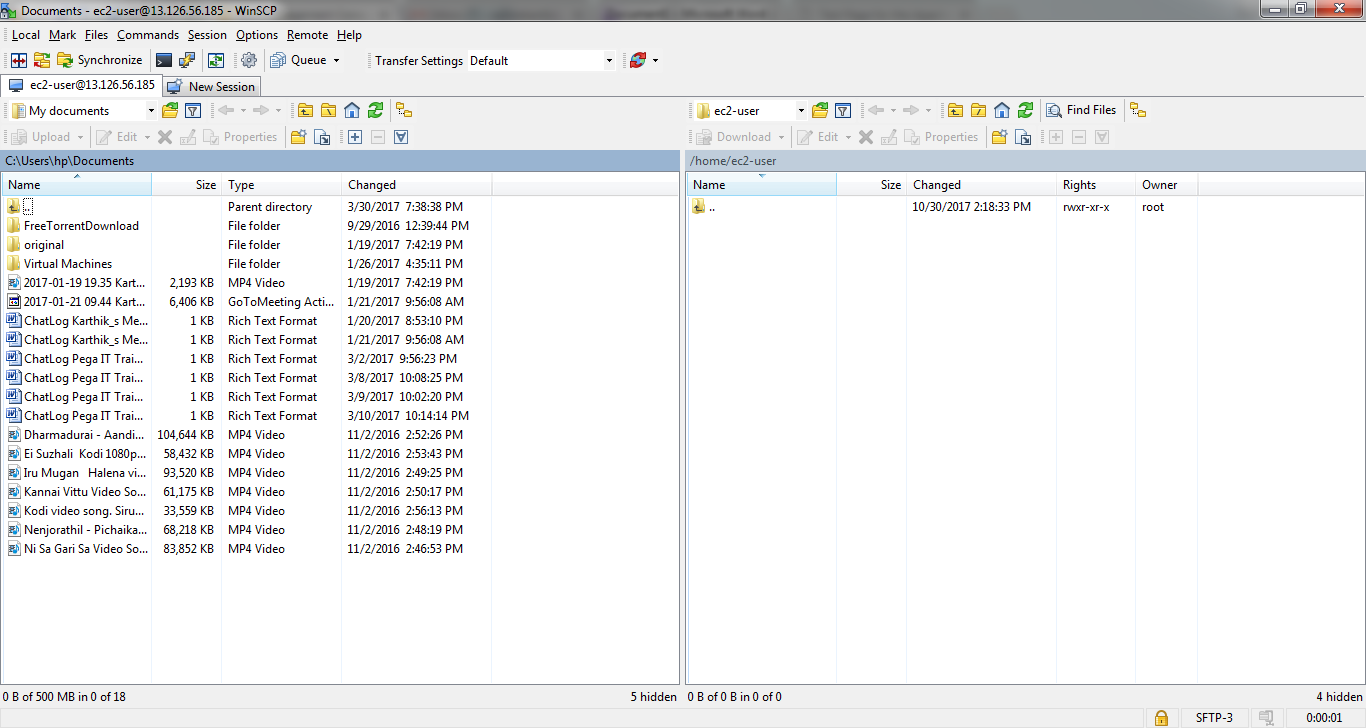 Documents - ec2-user@13.126.56.185 - WinSCP
Local Mark Files Commands Session Options Remote Help
Synchronize Queue Transfer Settings Default
ec2-user@13.126.56.185 New Session
My documents ec2-user Find Files
Upload Edit Properties Download Edit Properties
C:\Users\hp\Documents /home/ec2-user
Name Size Type Changed Name Size Changed Rights Owner
.. Parent directory 3/30/2017 7:38:38 PM .. 10/30/2017 2:18:33 PM rwxr-xr-x root
FreeTorrentDownload File folder 9/29/2016 12:39:44 PM
original File folder 1/19/2017 7:42:19 PM
Virtual Machines File folder 1/26/2017 4:35:11 PM
2017-01-19 19.35 Kart... 2,193 KB MP4 Video 1/19/2017 7:42:19 PM
2017-01-21 09.44 Kart... 6,406 KB GoToMeeting Acti... 1/21/2017 9:56:08 AM
ChatLog Karthik_s Me... 1 KB Rich Text Format 1/20/2017 8:53:10 PM
ChatLog Karthik_s Me... 1 KB Rich Text Format 1/21/2017 9:56:08 AM
ChatLog Pega IT Trai... 1 KB Rich Text Format 3/2/2017 9:56:23 PM
ChatLog Pega IT Trai... 1 KB Rich Text Format 3/8/2017 10:08:25 PM
ChatLog Pega IT Trai... 1 KB Rich Text Format 3/9/2017 10:02:20 PM
ChatLog Pega IT Trai... 1 KB Rich Text Format 3/10/2017 10:14:14 PM
Dharmadurai - Aandi... 104,644 KB MP4 Video 11/2/2016 2:52:26 PM
Ei Suzhali Kodi 1080p... 58,432 KB MP4 Video 11/2/2016 2:53:43 PM
Iru Mugan Halena vi... 93,520 KB MP4 Video 11/2/2016 2:49:25 PM
Kannai Vittu Video So... 61,175 KB MP4 Video 11/2/2016 2:50:17 PM
Kodi video song. Siru... 33,559 KB MP4 Video 11/2/2016 2:56:13 PM
Nenjorathil - Pichaika... 68,218 KB MP4 Video 11/2/2016 2:48:19 PM
Ni Sa Gari Sa Video So... 83,852 KB MP4 Video 11/2/2016 2:46:53 PM
0 B of 500 MB in 0 of 18 5 hidden 0 B of 0 B in 0 of 0 4 hidden
SFTP-3 0:00:01